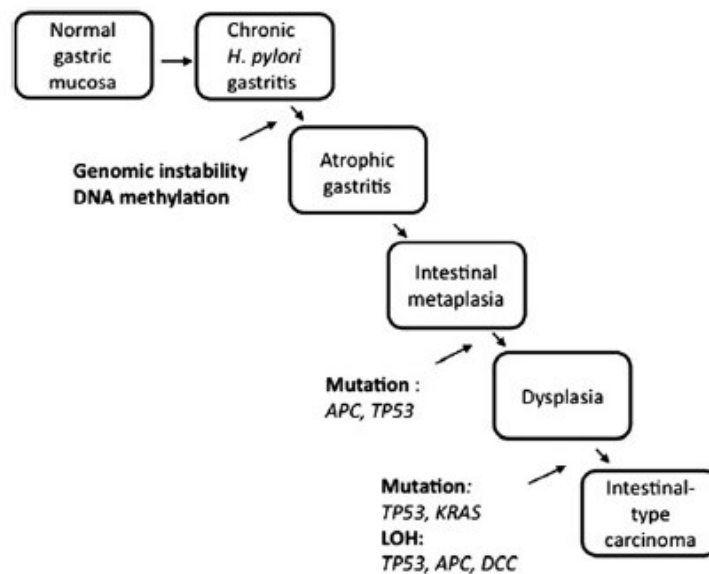 Normal
gastric
mucosa
Chronic
H. pylori
gastritis
Genomic instability
DNA methylation
Atrophic
gastritis
Intestinal
metaplasia
Mutation :
APC, TP53
Dysplasia
Mutation:
TP53, KRAS
LOH:
TP53, APC, DCC
Intestinal-
type
carcinoma